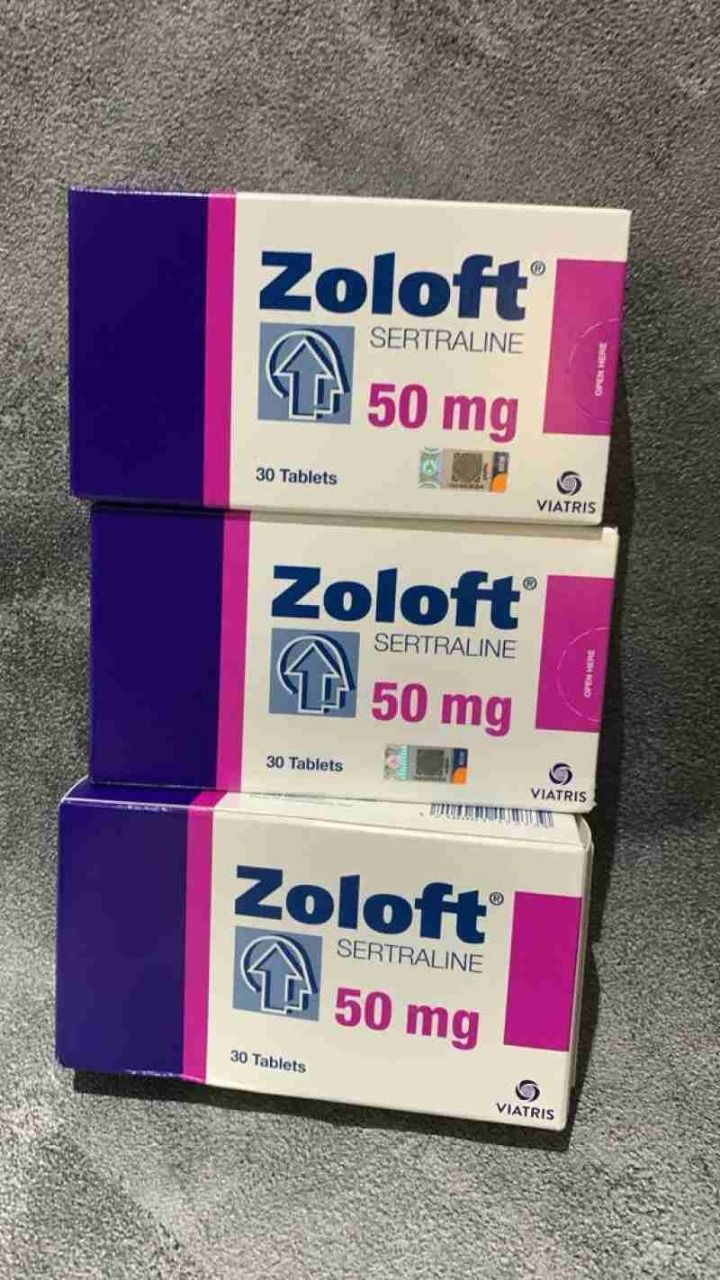 Zoloft®
SERTRALINE
50 mg
OPEN HERE
30 Tablets
VIATRIS
Zoloft®
SERTRALINE
50 mg
OPEN HERE
30 Tablets
VIATRIS
Zoloft®
SERTRALINE
50 mg
30 Tablets
VIATRIS